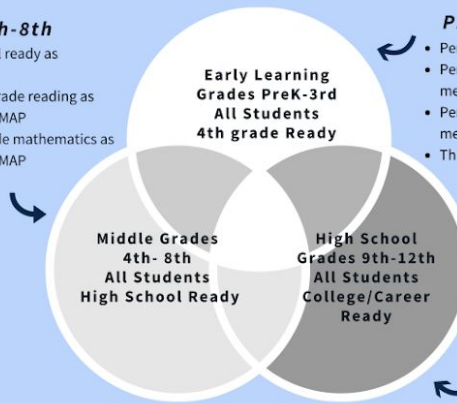 h-8th
ready as
rade reading as
MAP
le mathematics as
MAP
Early Learning
Grades PreK-3rd
All Students
4th grade Ready
Middle Grades
4th- 8th
All Students
High School Ready
High School
Grades 9th-12th
All Students
College/Career
Ready
P
Pe
Pe
me
Pe
me
Th